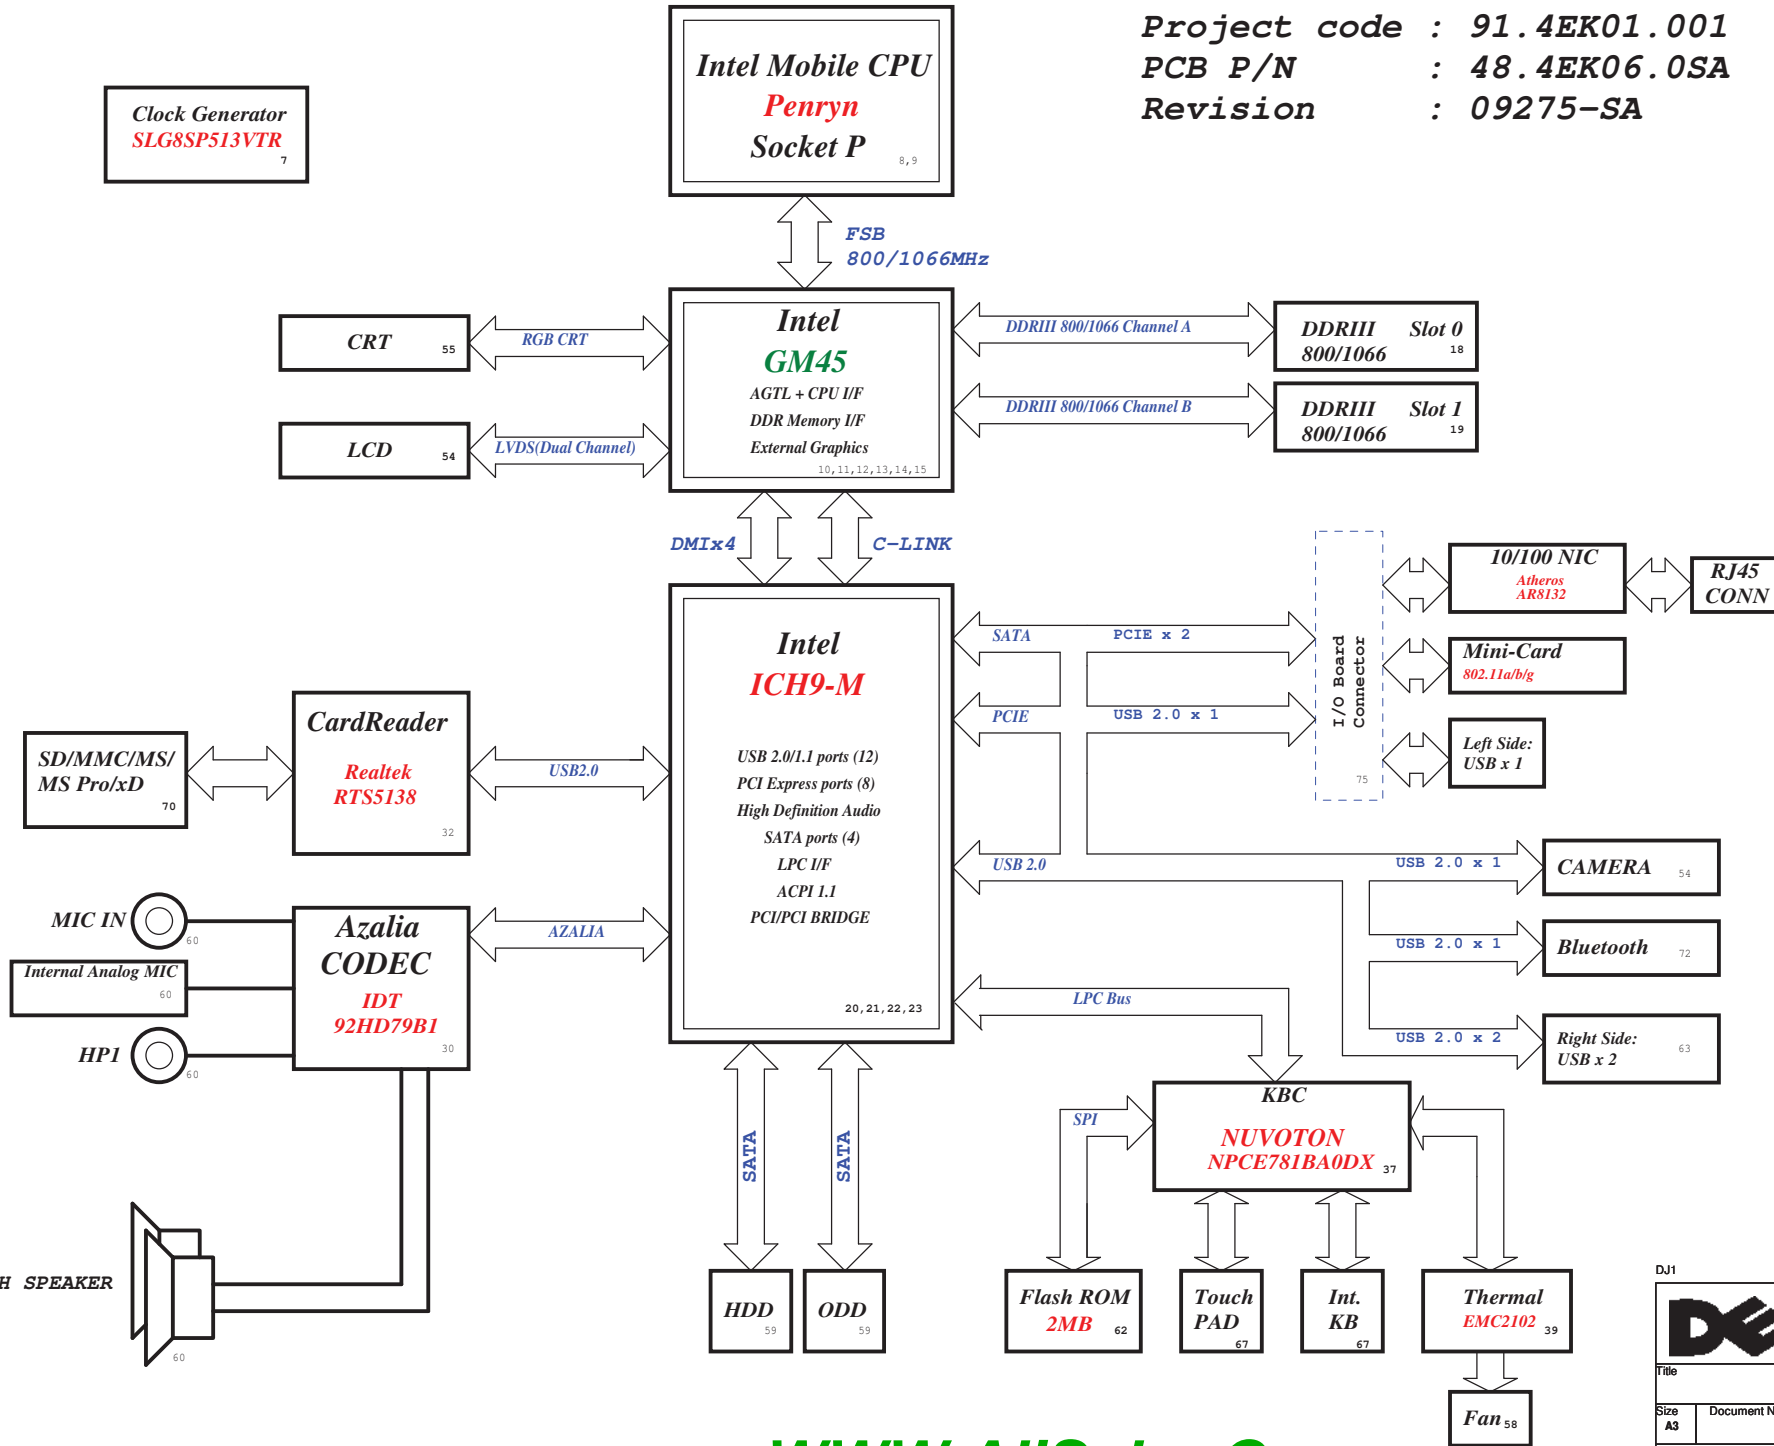 Project code : 91.4EK01.001
PCB P/N : 48.4EK06.0SA
Revision : 09275-SA
Intel Mobile CPU
Penryn
Socket P
8,9
Clock Generator
SLG8SP513VTR
7
FSB
800/1066MHz
CRT
55
RGB CRT
LCD
54
LVDS(Dual Channel)
Intel
GM45
AGTL + CPU I/F
DDR Memory I/F
External Graphics
10,11,12,13,14,15
DDRIII 800/1066 Channel A
DDRIII Slot 0
800/1066
18
DDRIII 800/1066 Channel B
DDRIII Slot 1
800/1066
19
DMIx4
C-LINK
Intel
ICH9-M
USB 2.0/1.1 ports (12)
PCI Express ports (8)
High Definition Audio
SATA ports (4)
LPC I/F
ACPI 1.1
PCI/PCI BRIDGE
20,21,22,23
SATA
PCIE x 2
PCIE
USB 2.0 x 1
USB 2.0
I/O Board
Connector
75
10/100 NIC
Atheros
AR8132
RJ45
CONN
Mini-Card
802.11a/b/g
Left Side:
USB x 1
SD/MMC/MS/
MS Pro/xD
70
CardReader
Realtek
RTS5138
32
USB2.0
USB 2.0 x 1
CAMERA
54
USB 2.0 x 1
Bluetooth
72
USB 2.0 x 2
Right Side:
USB x 2
63
MIC IN
60
Internal Analog MIC
60
HP1
60
Azalia
CODEC
IDT
92HD79B1
30
AZALIA
LPC Bus
KBC
NUVOTON
NPCE781BA0DX
37
SPI
SATA
SATA
HDD
59
ODD
59
Flash ROM
2MB
62
Touch
PAD
67
Int.
KB
67
Thermal
EMC2102
39
Fan
58
H SPEAKER
60
DJ1
DELL
Title
Size
A3
Document N